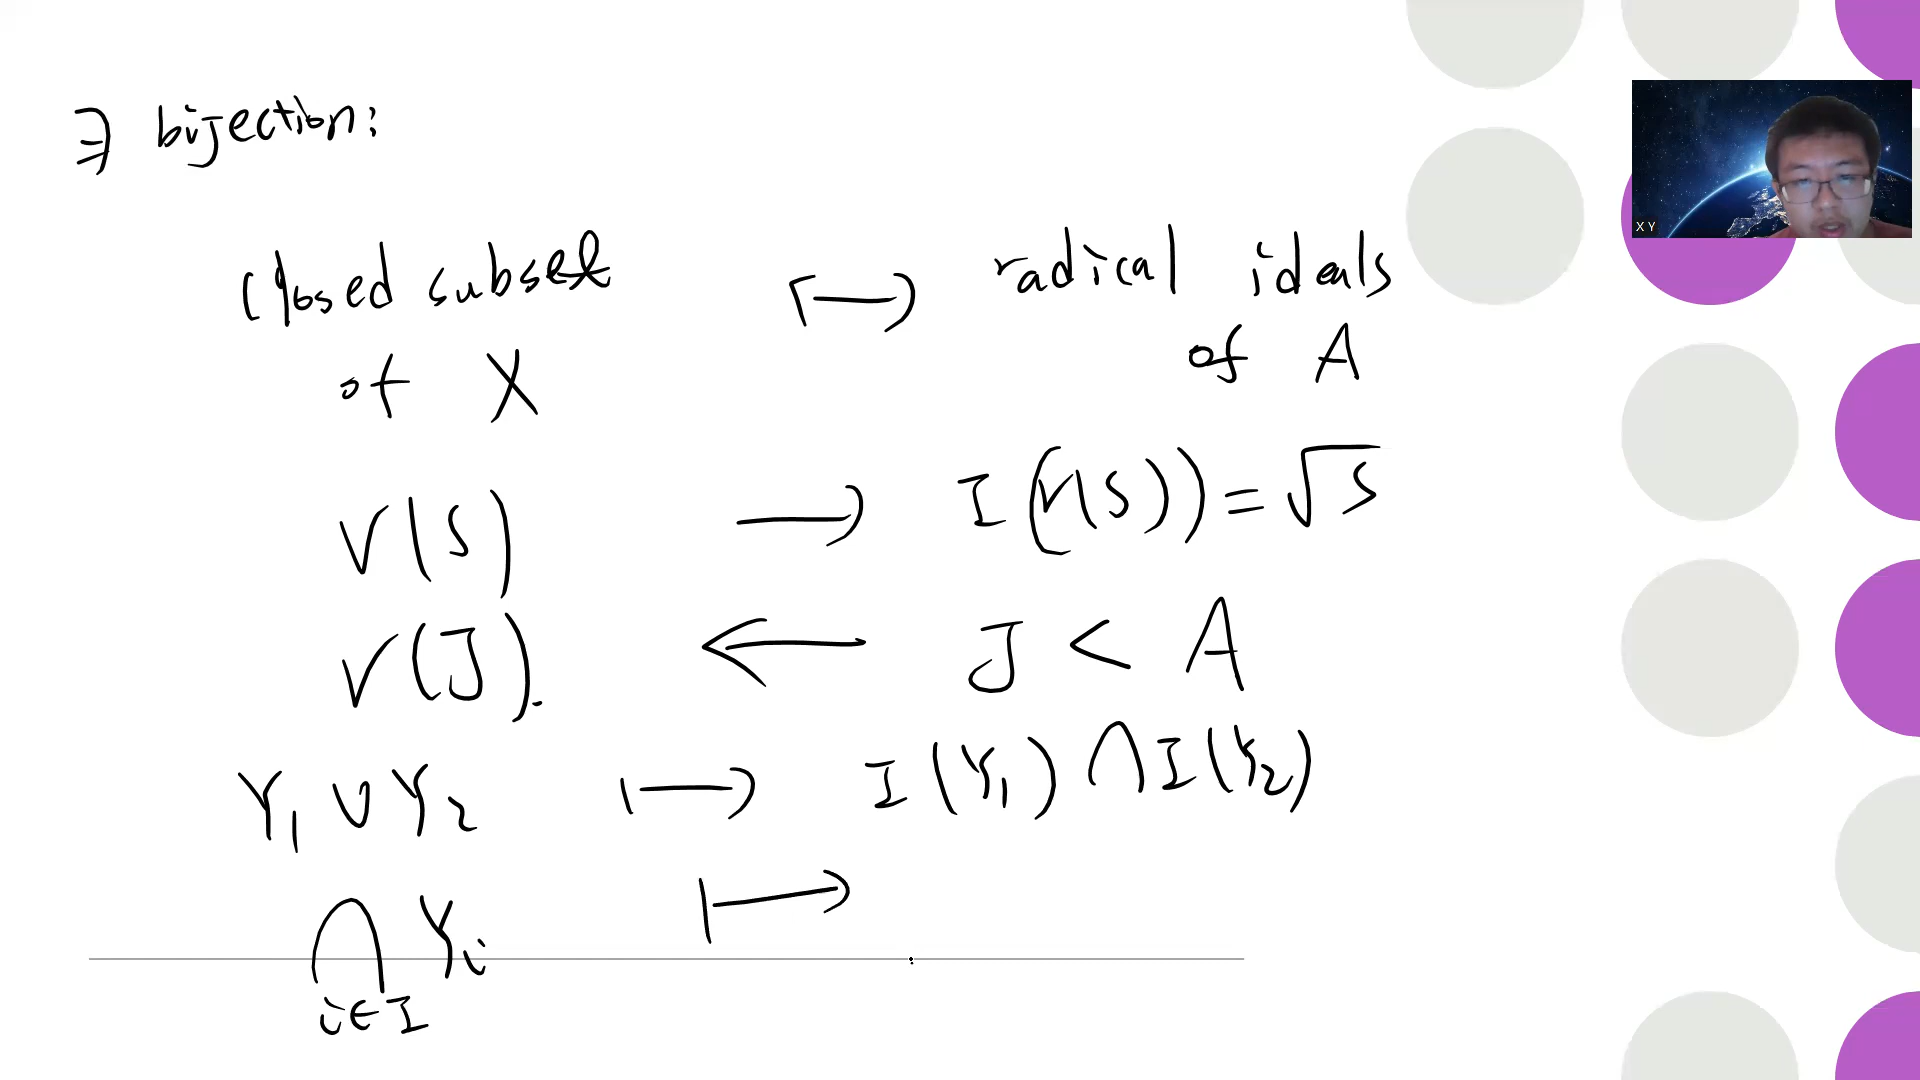 ∃ bijection:
closed subset ↦ radical ideals
of X of A
V(S) → I(V(S)) = √S
V(J). ← J < A
Y₁ ∪ Y₂ ↦ I(Y₁) ∩ I(Y₂)
⋂ Yᵢ ↦
i∈I
X Y